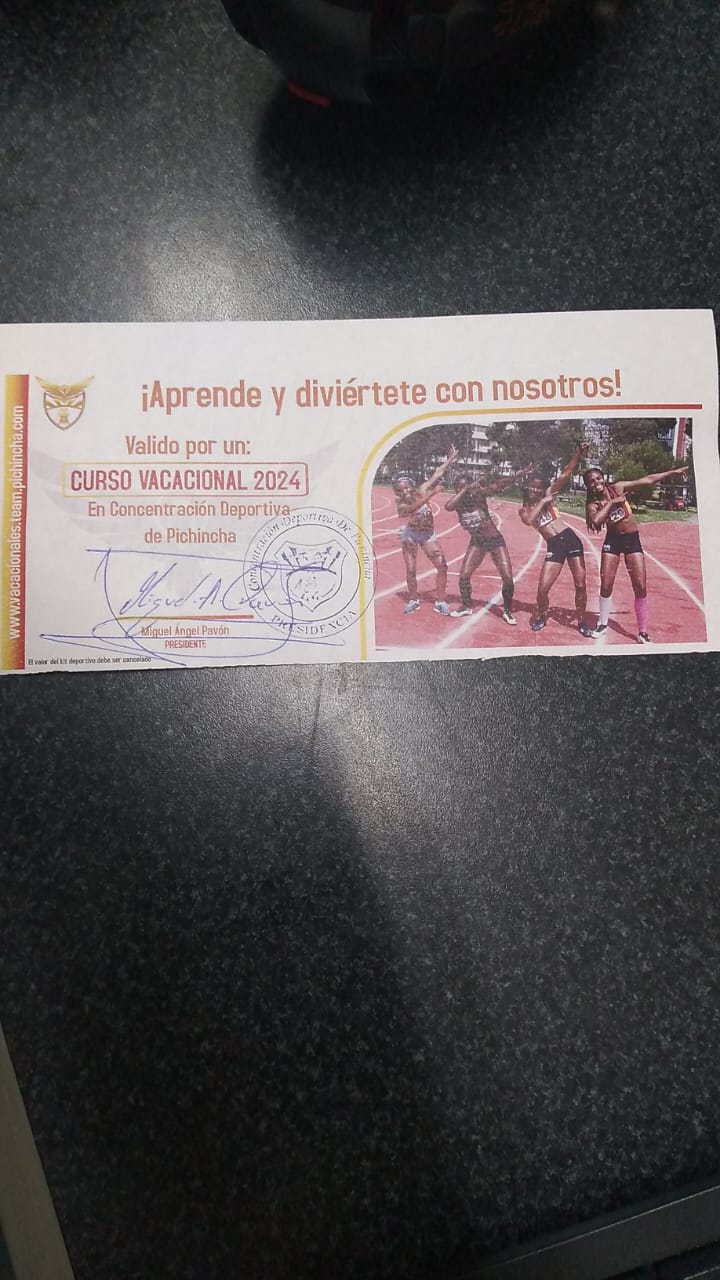 ¡Aprende y diviértete con nosotros!
Valido por un:
CURSO VACACIONAL 2024
En Concentración Deportiva
de Pichincha
Concentración Deportiva De Pichincha
PRESIDENCIA
Miguel Ángel Pavón
PRESIDENTE
El valor del kit deportivo debe ser cancelado
www.vacacionales.team.pichincha.com